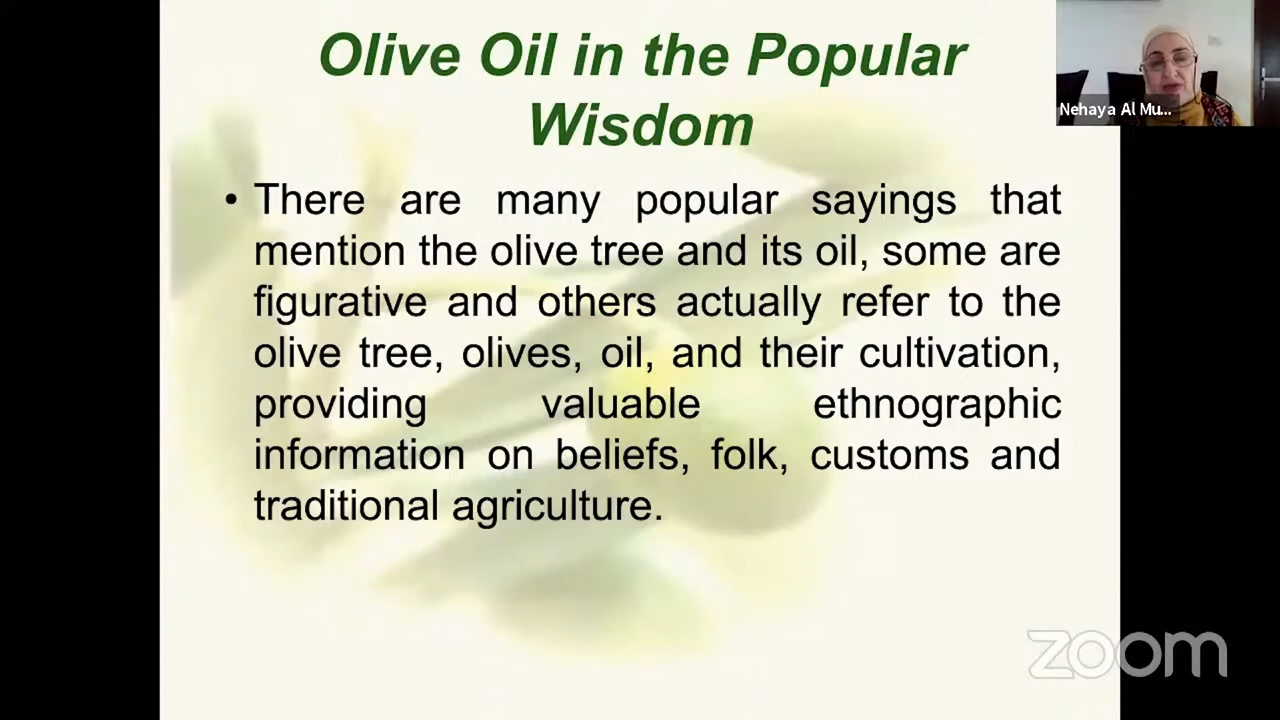 Olive Oil in the Popular
Wisdom
Nehaya Al Mu...
• There are many popular sayings that
mention the olive tree and its oil, some are
figurative and others actually refer to the
olive tree, olives, oil, and their cultivation,
providing valuable ethnographic
information on beliefs, folk, customs and
traditional agriculture.
zoom